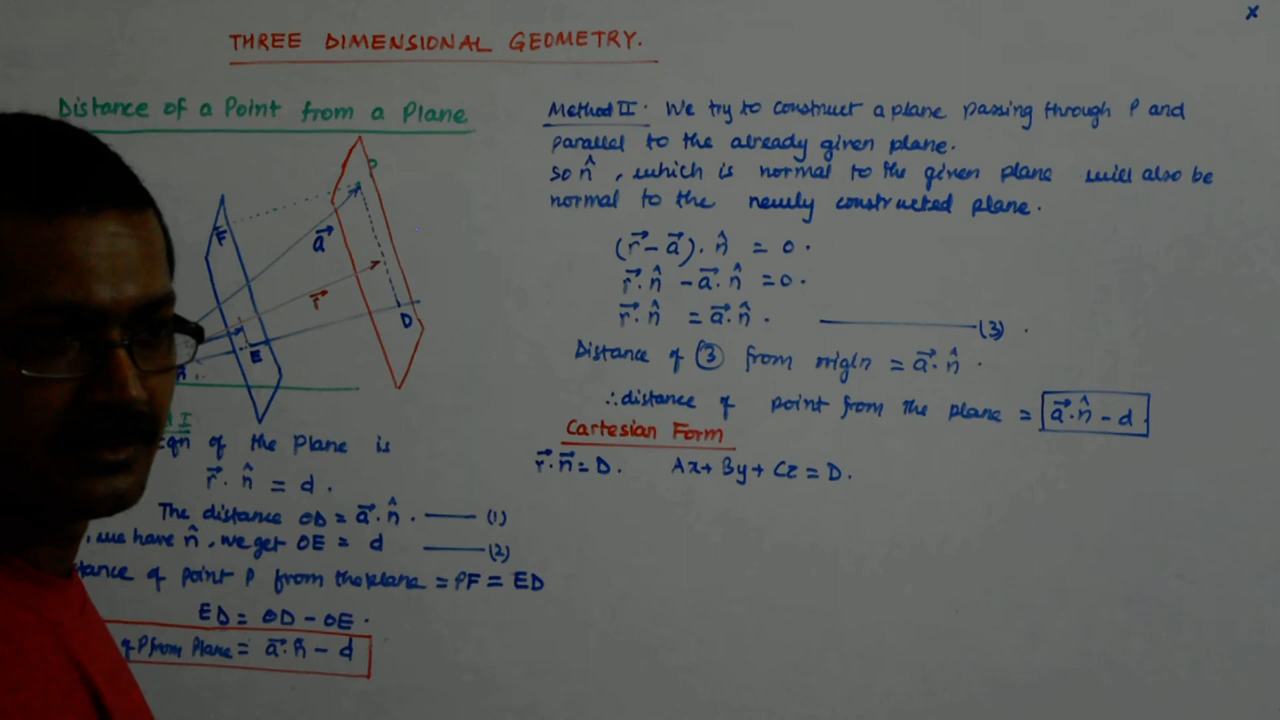 x
THREE DIMENSIONAL GEOMETRY.
Distance of a Point from a Plane
P
F
a⃗
r⃗
D
E
n̂
I
Eqn of the Plane is
r⃗. n̂ = d.
The distance OD = a⃗.n̂. —— (1)
, we have n̂, we get OE = d —— (2)
tance of point P from the plane = PF = ED
ED = OD - OE.
of P from Plane = a⃗.n̂ - d
Method II. We try to construct a plane passing through P and
parallel to the already given plane.
So n̂, which is normal to the given plane will also be
normal to the newly constructed plane.
(r⃗-a⃗). n̂ = 0.
r⃗.n̂ - a⃗.n̂ = 0.
r⃗.n̂ = a⃗.n̂. ——— (3).
Distance of ③ from origin = a⃗.n̂.
∴ distance of point from the plane = a⃗.n̂ - d.
Cartesian Form
r⃗.n⃗ = D. Ax + By + Cz = D.